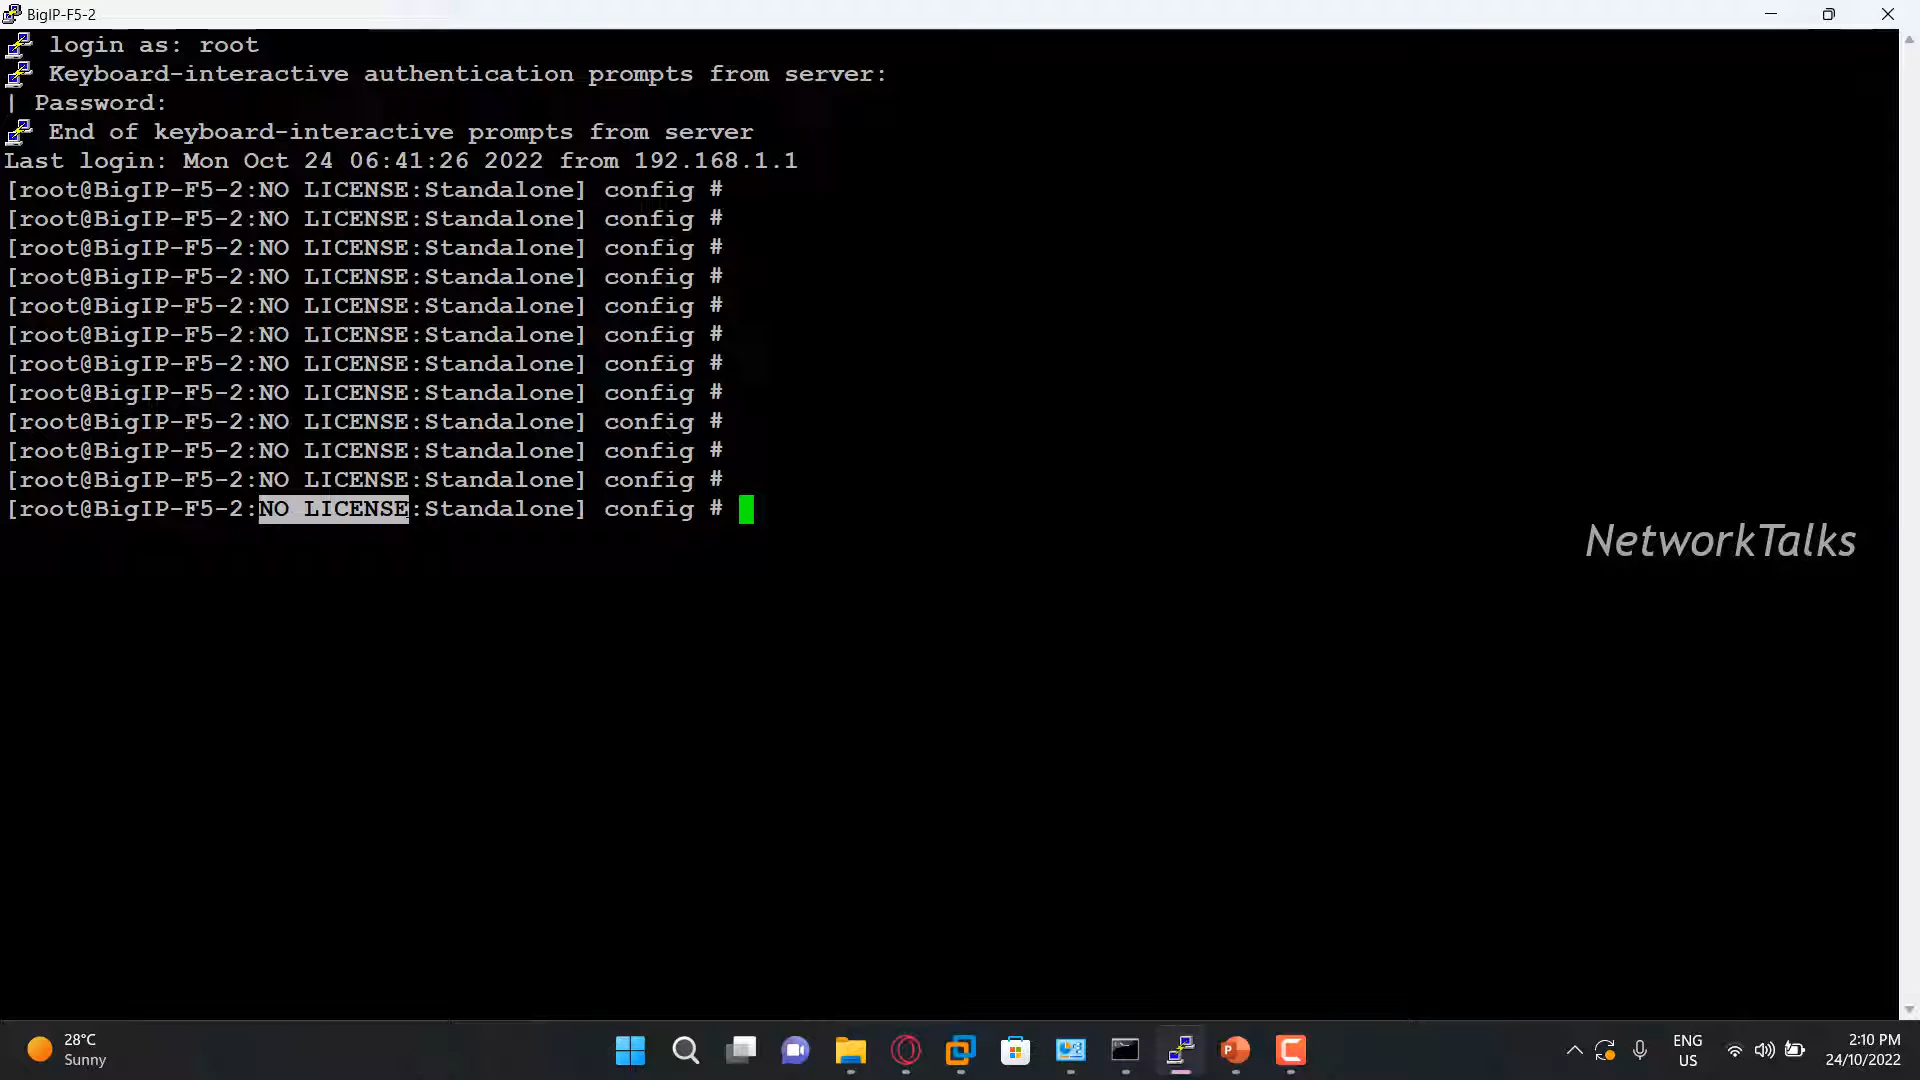 BigIP-F5-2
login as: root
Keyboard-interactive authentication prompts from server:
| Password:
End of keyboard-interactive prompts from server
Last login: Mon Oct 24 06:41:26 2022 from 192.168.1.1
[root@BigIP-F5-2:NO LICENSE:Standalone] config #
[root@BigIP-F5-2:NO LICENSE:Standalone] config #
[root@BigIP-F5-2:NO LICENSE:Standalone] config #
[root@BigIP-F5-2:NO LICENSE:Standalone] config #
[root@BigIP-F5-2:NO LICENSE:Standalone] config #
[root@BigIP-F5-2:NO LICENSE:Standalone] config #
[root@BigIP-F5-2:NO LICENSE:Standalone] config #
[root@BigIP-F5-2:NO LICENSE:Standalone] config #
[root@BigIP-F5-2:NO LICENSE:Standalone] config #
[root@BigIP-F5-2:NO LICENSE:Standalone] config #
[root@BigIP-F5-2:NO LICENSE:Standalone] config #
[root@BigIP-F5-2:NO LICENSE:Standalone] config #
NetworkTalks
28°C
Sunny
ENG
US
2:10 PM
24/10/2022